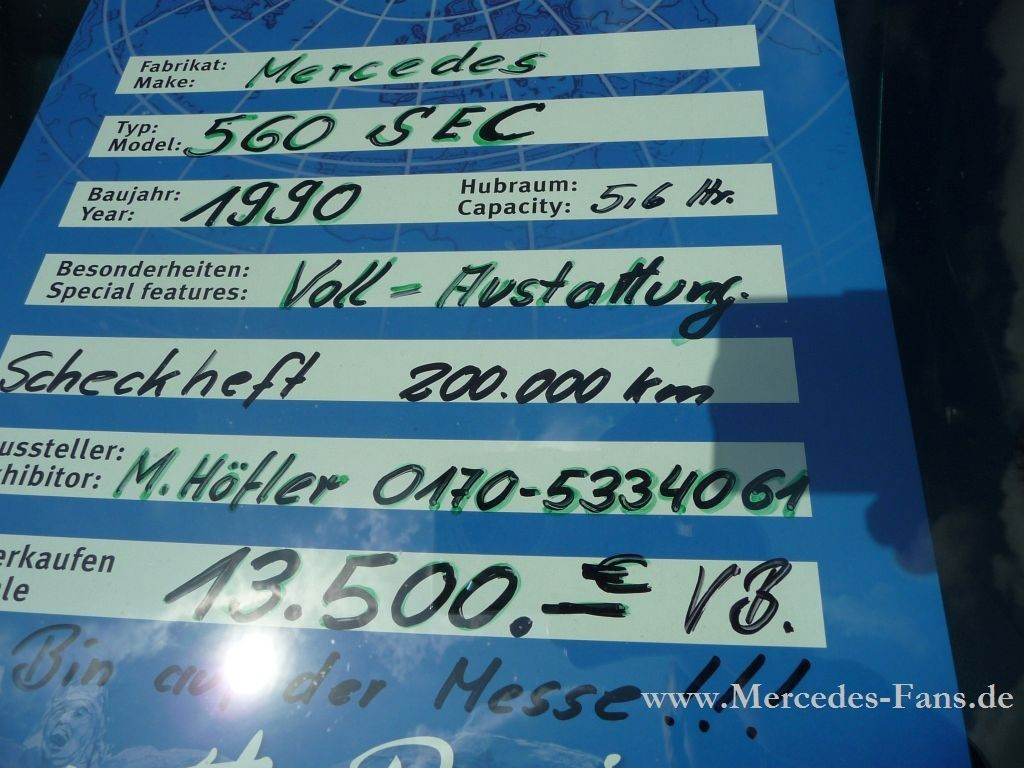 Fabrikat: Mercedes
Make:
Typ: 560 SEC
Model:
Baujahr: 1990 Hubraum: 5,6 ltr.
Year: Capacity:
Besonderheiten: Voll = Austattung.
Special features:
Scheckheft 200.000 km
ussteller: M. Höfler 0170-5334061
hibitor:
erkaufen 13.500.— € VB.
le
Bin auf der Messe!!!
www.Mercedes-Fans.de